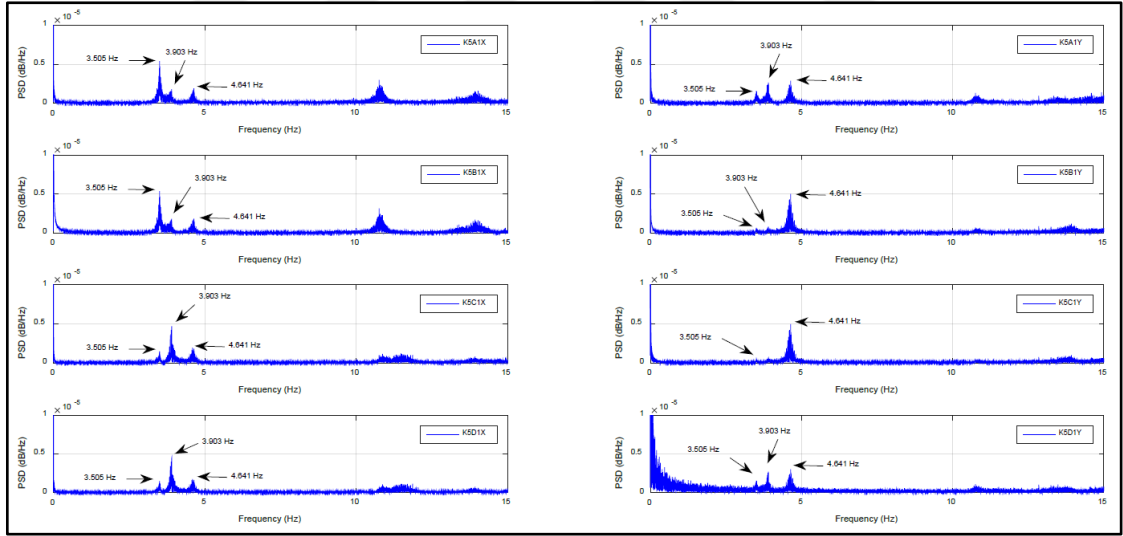 × 10 -5
1
K5A1X
3.903 Hz
3.505 Hz
0.5
4.641 Hz
PSD (dB/Hz)
0
0 5 10 15
Frequency (Hz)
× 10 -5
1
K5A1Y
3.903 Hz
0.5
4.641 Hz
3.505 Hz
PSD (dB/Hz)
0
0 5 10 15
Frequency (Hz)
× 10 -5
1
K5B1X
3.505 Hz
3.903 Hz
0.5
4.641 Hz
PSD (dB/Hz)
0
0 5 10 15
Frequency (Hz)
× 10 -5
1
K5B1Y
3.903 Hz
4.641 Hz
0.5
3.505 Hz
PSD (dB/Hz)
0
0 5 10 15
Frequency (Hz)
× 10 -5
1
K5C1X
3.903 Hz
0.5
3.505 Hz
4.641 Hz
PSD (dB/Hz)
0
0 5 10 15
Frequency (Hz)
× 10 -5
1
K5C1Y
4.641 Hz
0.5
3.505 Hz
PSD (dB/Hz)
0
0 5 10 15
Frequency (Hz)
× 10 -5
1
K5D1X
3.903 Hz
0.5
3.505 Hz
4.641 Hz
PSD (dB/Hz)
0
0 5 10 15
Frequency (Hz)
× 10 -5
1
K5D1Y
3.903 Hz
0.5
3.505 Hz
4.641 Hz
PSD (dB/Hz)
0
0 5 10 15
Frequency (Hz)